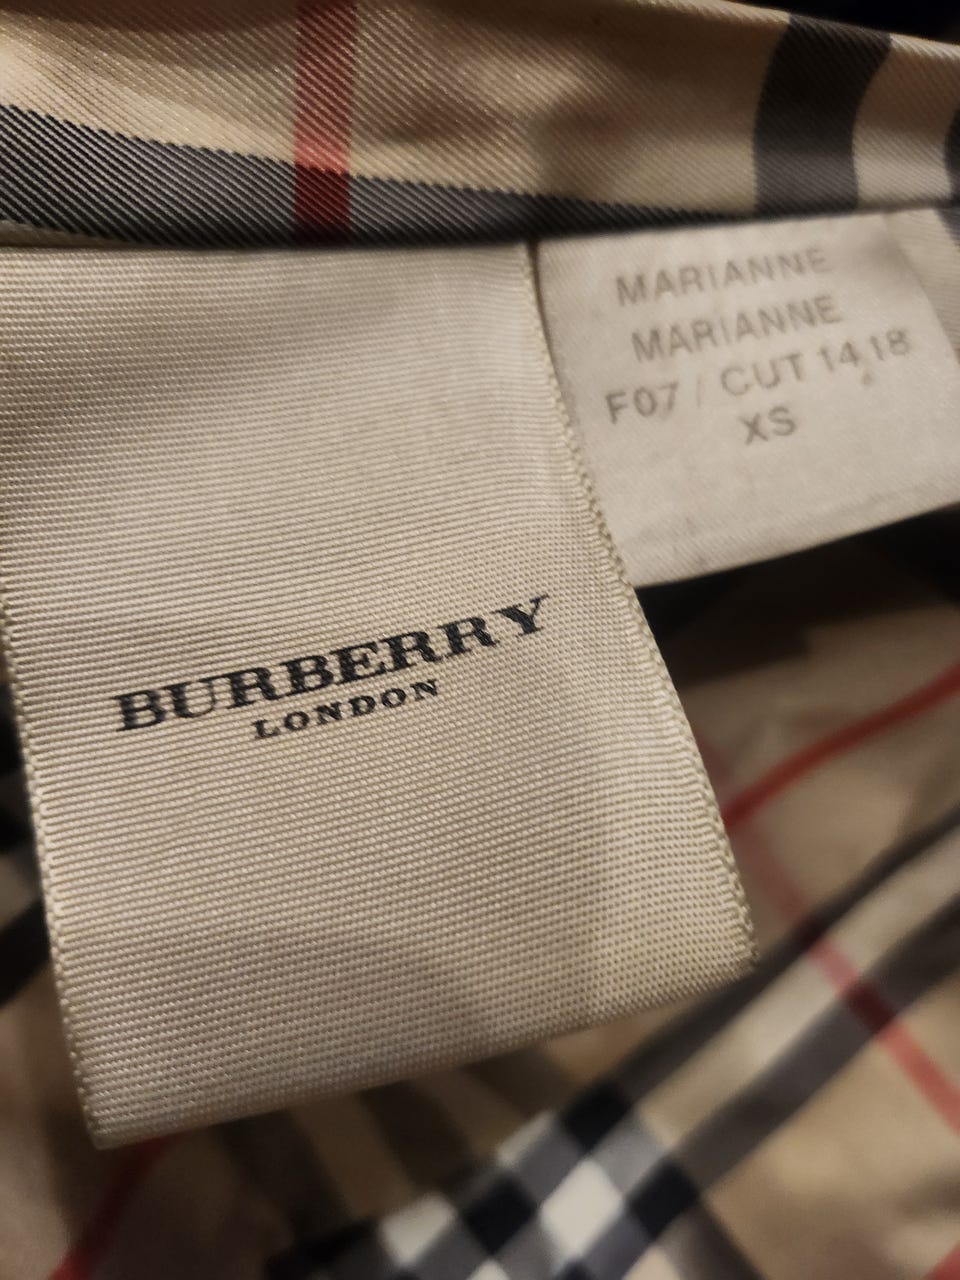 MARIANNE
MARIANNE
F07 / CUT 14,18
XS
BURBERRY
LONDON